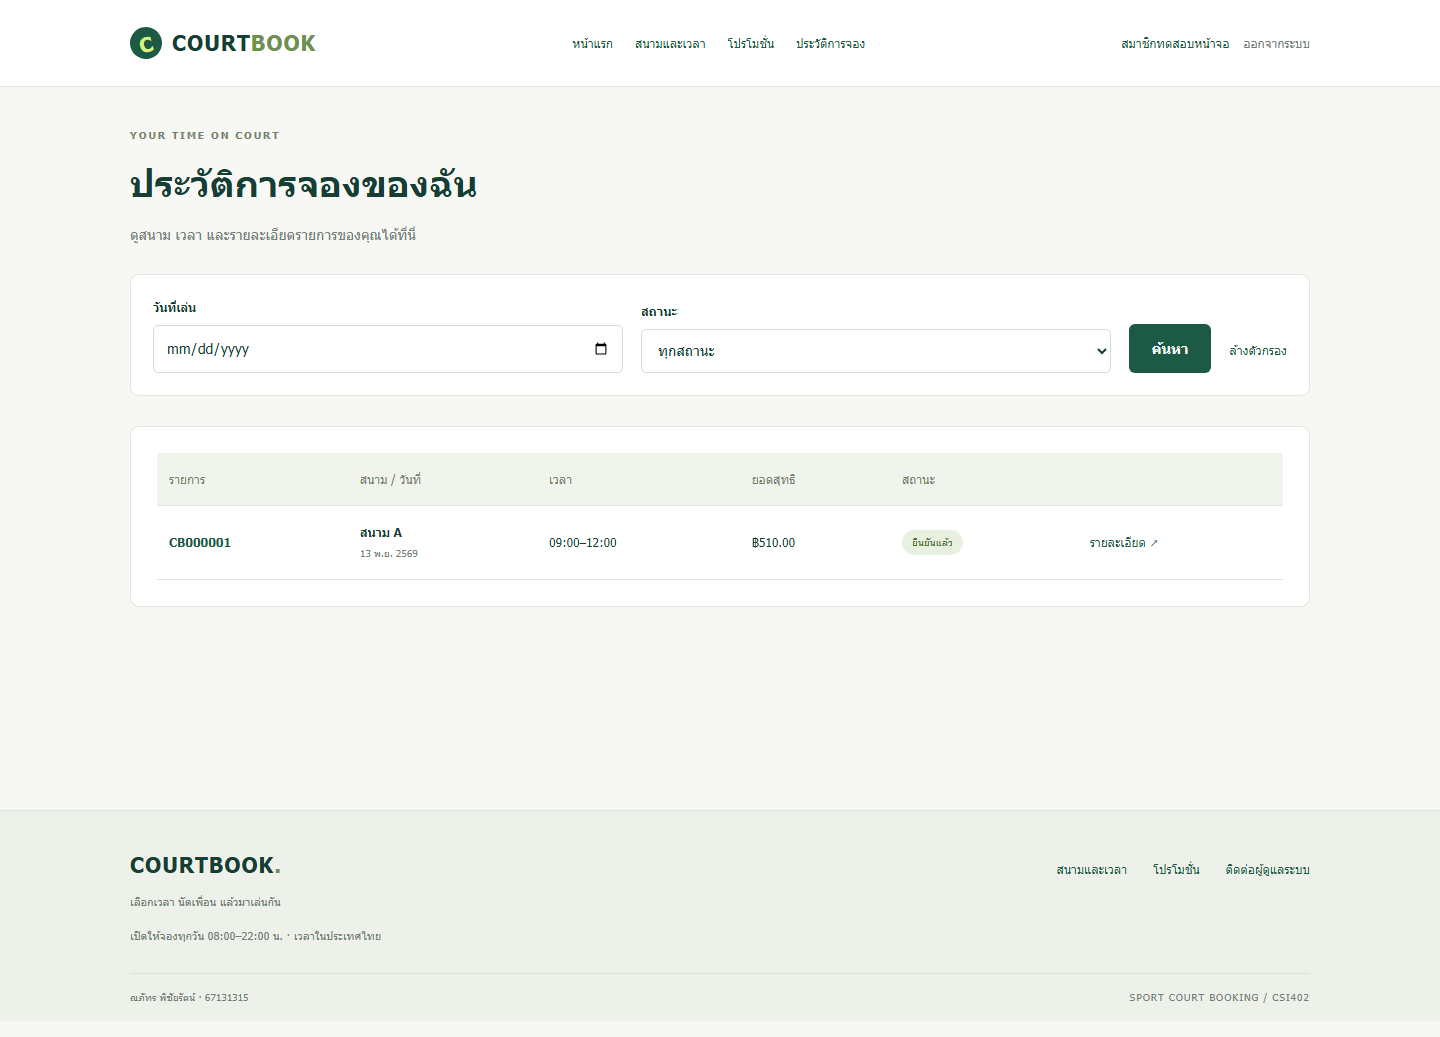 C COURTBOOK
หน้าแรก สนามและเวลา โปรโมชั่น ประวัติการจอง
สมาชิกทดสอบหน้าจอ ออกจากระบบ
YOUR TIME ON COURT
ประวัติการจองของฉัน
ดูสนาม เวลา และรายละเอียดรายการของคุณได้ที่นี่
วันที่เล่น
mm/dd/yyyy
สถานะ
ทุกสถานะ
ค้นหา
ล้างตัวกรอง
รายการ สนาม / วันที่ เวลา ยอดสุทธิ สถานะ
CB000001 สนาม A 09:00–12:00 ฿510.00 ยืนยันแล้ว รายละเอียด ↗
13 พ.ย. 2569
COURTBOOK.
สนามและเวลา โปรโมชั่น ติดต่อผู้ดูแลระบบ
เลือกเวลา นัดเพื่อน แล้วมาเล่นกัน
เปิดให้จองทุกวัน 08:00–22:00 น. · เวลาในประเทศไทย
ณภัทร พิชัยรัตน์ · 67131315
SPORT COURT BOOKING / CSI402